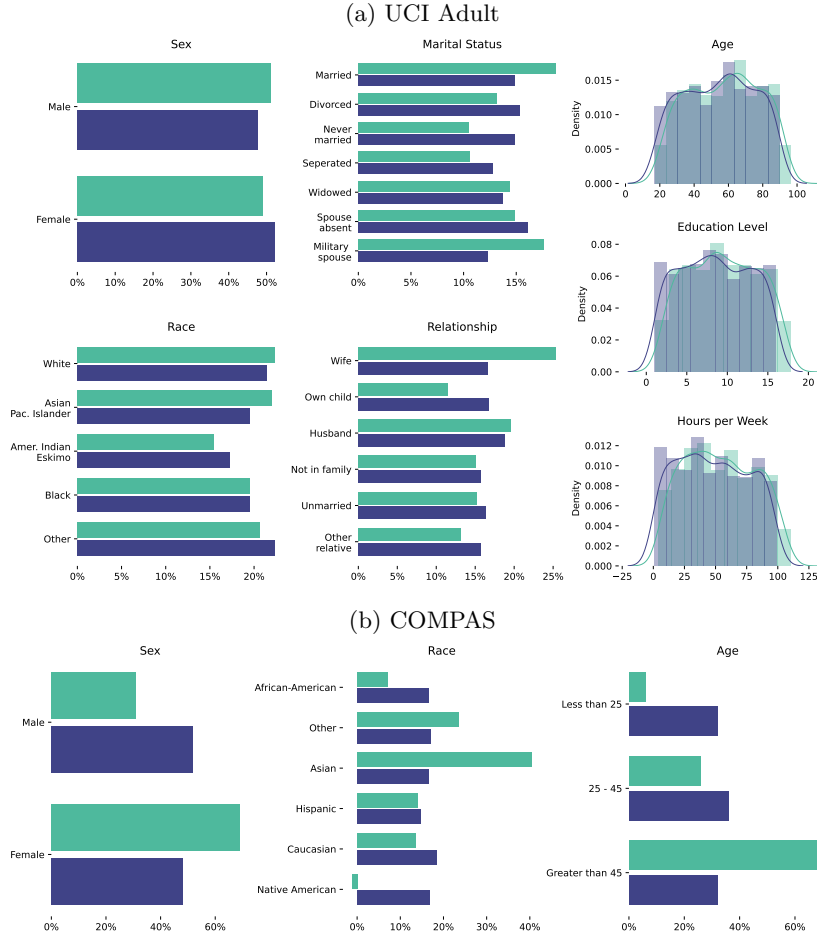 (a) UCI Adult
Sex
Male
Female
0% 10% 20% 30% 40% 50%
Marital Status
Married
Divorced
Never
married
Seperated
Widowed
Spouse
absent
Military
spouse
0% 5% 10% 15%
Age
Density
0.015
0.010
0.005
0.000
0 20 40 60 80 100
Education Level
Density
0.08
0.06
0.04
0.02
0.00
0 5 10 15 20
Race
White
Asian
Pac. Islander
Amer. Indian
Eskimo
Black
Other
0% 5% 10% 15% 20%
Relationship
Wife
Own child
Husband
Not in family
Unmarried
Other
relative
0% 5% 10% 15% 20% 25%
Hours per Week
Density
0.012
0.010
0.008
0.006
0.004
0.002
0.000
−25 0 25 50 75 100 125
(b) COMPAS
Sex
Male
Female
0% 20% 40% 60%
Race
African-American
Other
Asian
Hispanic
Caucasian
Native American
0% 10% 20% 30% 40%
Age
Less than 25
25 - 45
Greater than 45
0% 20% 40% 60%